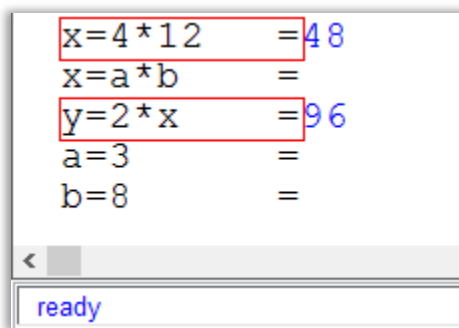 x=4*12 =48
x=a*b =
y=2*x =96
a=3 =
b=8 =
<
ready